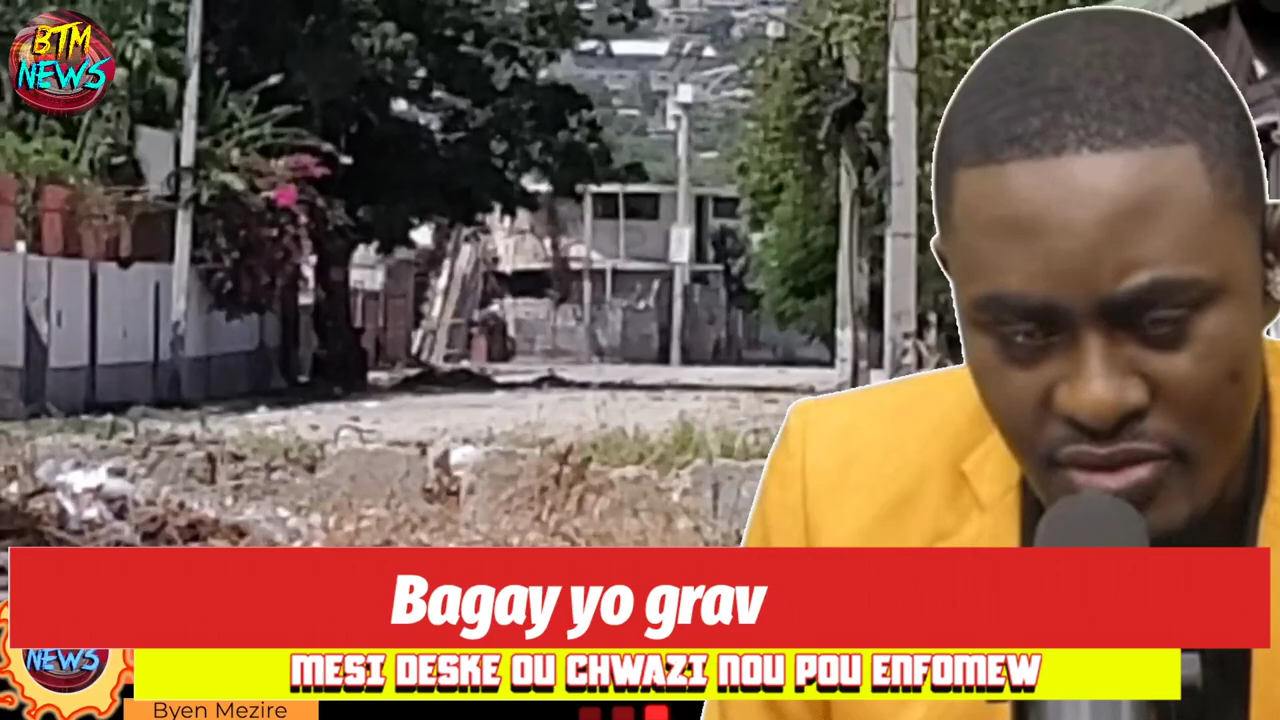 BTM
NEWS
Bagay yo grav
NEWS
MESI DESKE OU CHWAZI NOU POU ENFOMEW
Byen Mezire